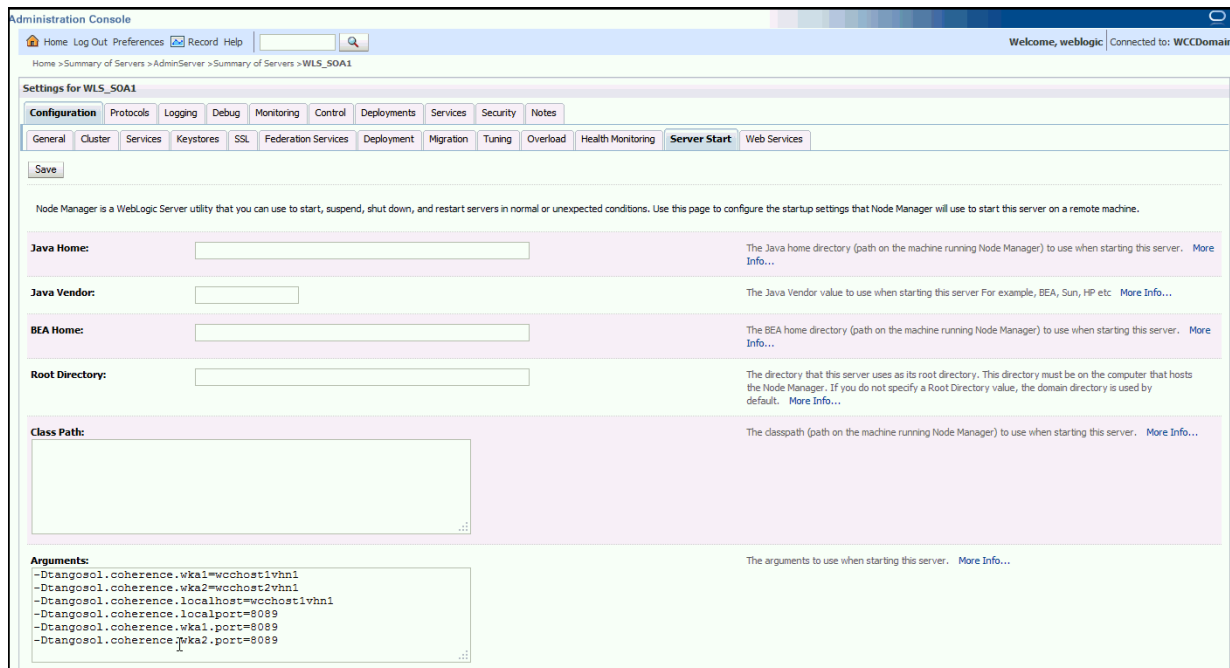 Administration Console
Home Log Out Preferences Record Help
Welcome, weblogic Connected to: WCCDomain
Home >Summary of Servers >AdminServer >Summary of Servers >WLS_SOA1
Settings for WLS_SOA1
Configuration Protocols Logging Debug Monitoring Control Deployments Services Security Notes
General Cluster Services Keystores SSL Federation Services Deployment Migration Tuning Overload Health Monitoring Server Start Web Services
Save
Node Manager is a WebLogic Server utility that you can use to start, suspend, shut down, and restart servers in normal or unexpected conditions. Use this page to configure the startup settings that Node Manager will use to start this server on a remote machine.
Java Home:
The Java home directory (path on the machine running Node Manager) to use when starting this server. More
Info...
Java Vendor:
The Java Vendor value to use when starting this server For example, BEA, Sun, HP etc More Info...
BEA Home:
The BEA home directory (path on the machine running Node Manager) to use when starting this server. More
Info...
Root Directory:
The directory that this server uses as its root directory. This directory must be on the computer that hosts
the Node Manager. If you do not specify a Root Directory value, the domain directory is used by
default. More Info...
Class Path:
The classpath (path on the machine running Node Manager) to use when starting this server. More Info...
Arguments:
The arguments to use when starting this server. More Info...
-Dtangosol.coherence.wka1=wcchost1vhn1
-Dtangosol.coherence.wka2=wcchost2vhn1
-Dtangosol.coherence.localhost=wcchost1vhn1
-Dtangosol.coherence.localport=8089
-Dtangosol.coherence.wka1.port=8089
-Dtangosol.coherence.wka2.port=8089